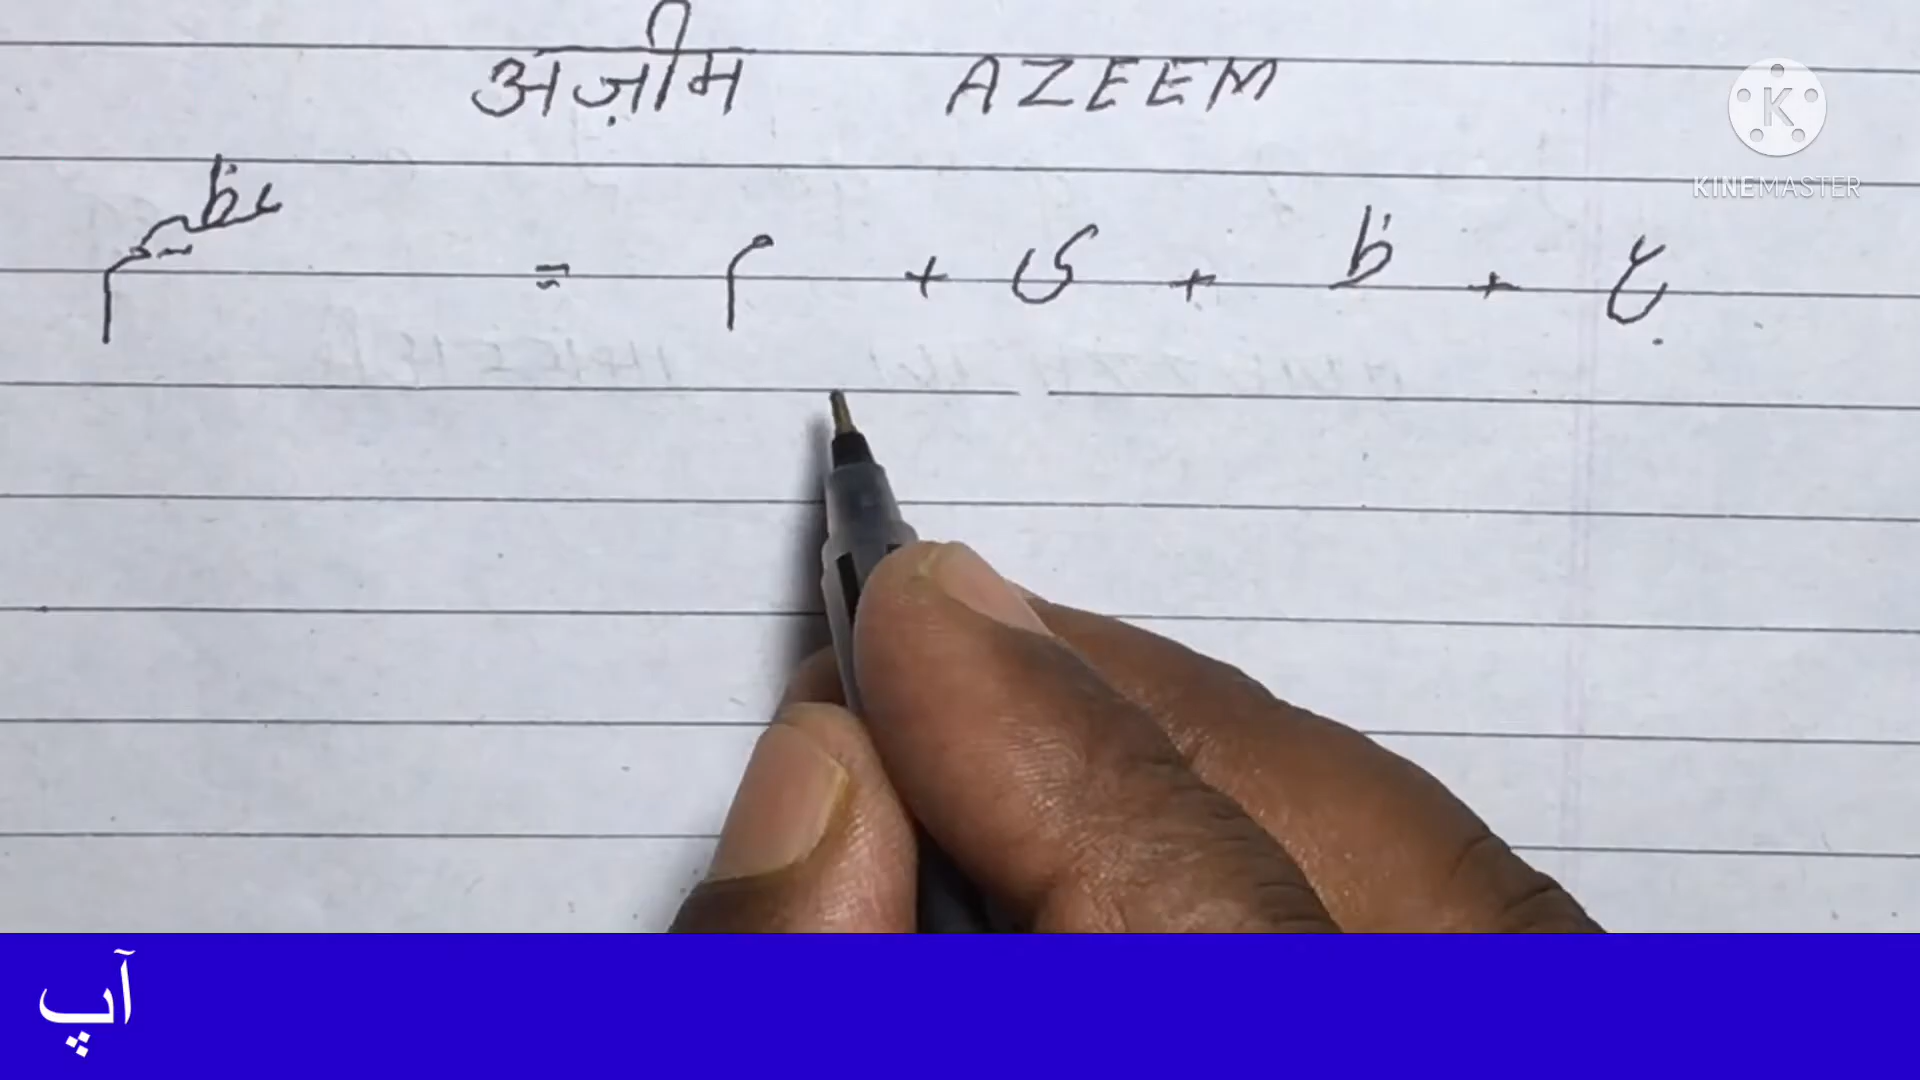 अज़ीम AZEEM
KINEMASTER
عظیم = م + ی + ظ + ع
آپ